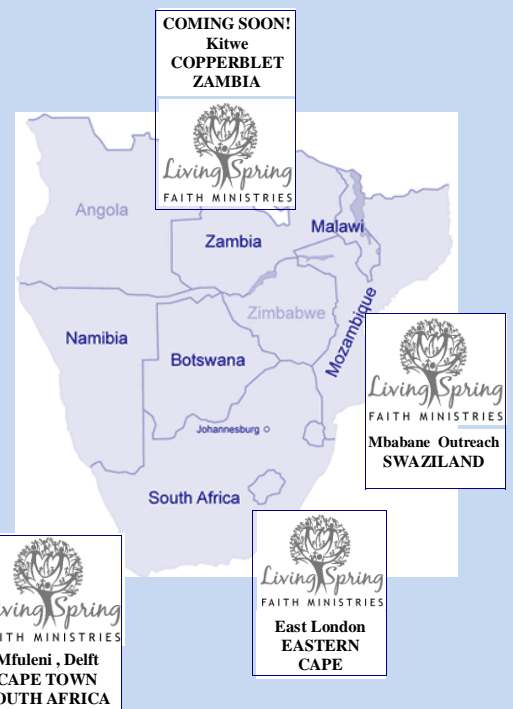 COMING SOON!
Kitwe
COPPERBLET
ZAMBIA
Living Spring
FAITH MINISTRIES
Angola
Zambia
Malawi
Zimbabwe
Mozambique
Namibia
Botswana
Johannesburg
South Africa
Living Spring
FAITH MINISTRIES
Mbabane Outreach
SWAZILAND
Living Spring
FAITH MINISTRIES
East London
EASTERN
CAPE
ving Spring
ITH MINISTRIES
Mfuleni , Delft
CAPE TOWN
OUTH AFRICA